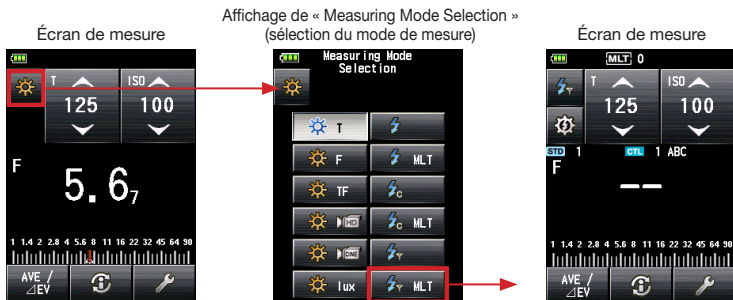 Affichage de « Measuring Mode Selection »
(sélection du mode de mesure)
Écran de mesure
Écran de mesure
T
ISO
125
100
F
5.6₇
1 1.4 2 2.8 4 5.6 8 11 16 22 32 45 64 90
AVE /
⊿EV
Measuring Mode
Selection
T
F
MLT
TF
C
HD
C MLT
CINE
lux
MLT
MLT 0
T
ISO
125
100
STD 1
CTL 1 ABC
F
--
1 1.4 2 2.8 4 5.6 8 11 16 22 32 45 64 90
AVE /
⊿EV